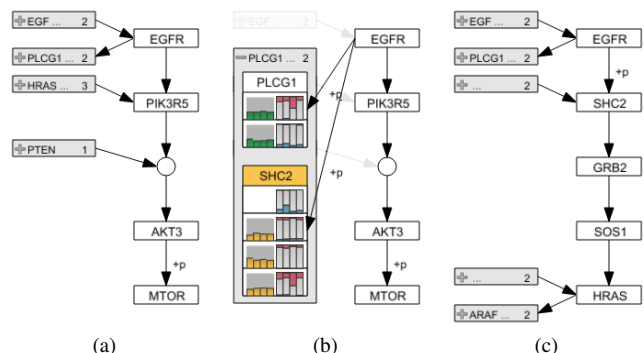 EGF ... 2
EGFR
PLCG1 ... 2
HRAS ... 3
PIK3R5
PTEN 1
AKT3
+p
MTOR
(a)
EGF ... 2
EGFR
PLCG1 ... 2
PLCG1
+p
PIK3R5
+p
SHC2
AKT3
+p
MTOR
(b)
EGF ... 2
EGFR
PLCG1 ... 2
+p
... 2
SHC2
GRB2
SOS1
... 2
HRAS
ARAF ... 2
(c)